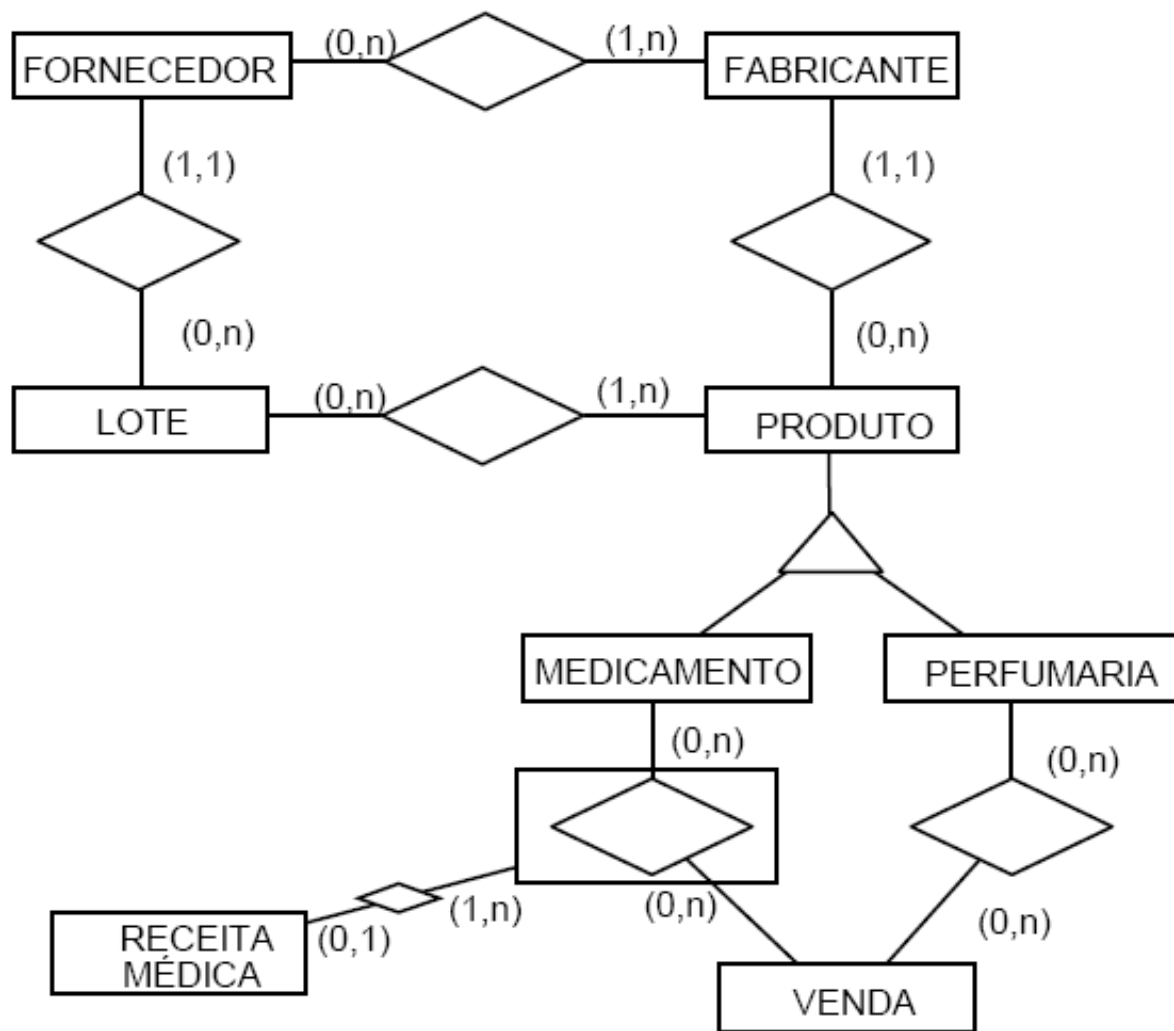 FORNECEDOR (0,n) (1,n) FABRICANTE
(1,1) (1,1)
(0,n) (0,n)
LOTE (0,n) (1,n) PRODUTO
MEDICAMENTO PERFUMARIA
(0,n) (0,n)
(0,n) (0,n)
(1,n)
(0,1)
RECEITA
MÉDICA
VENDA